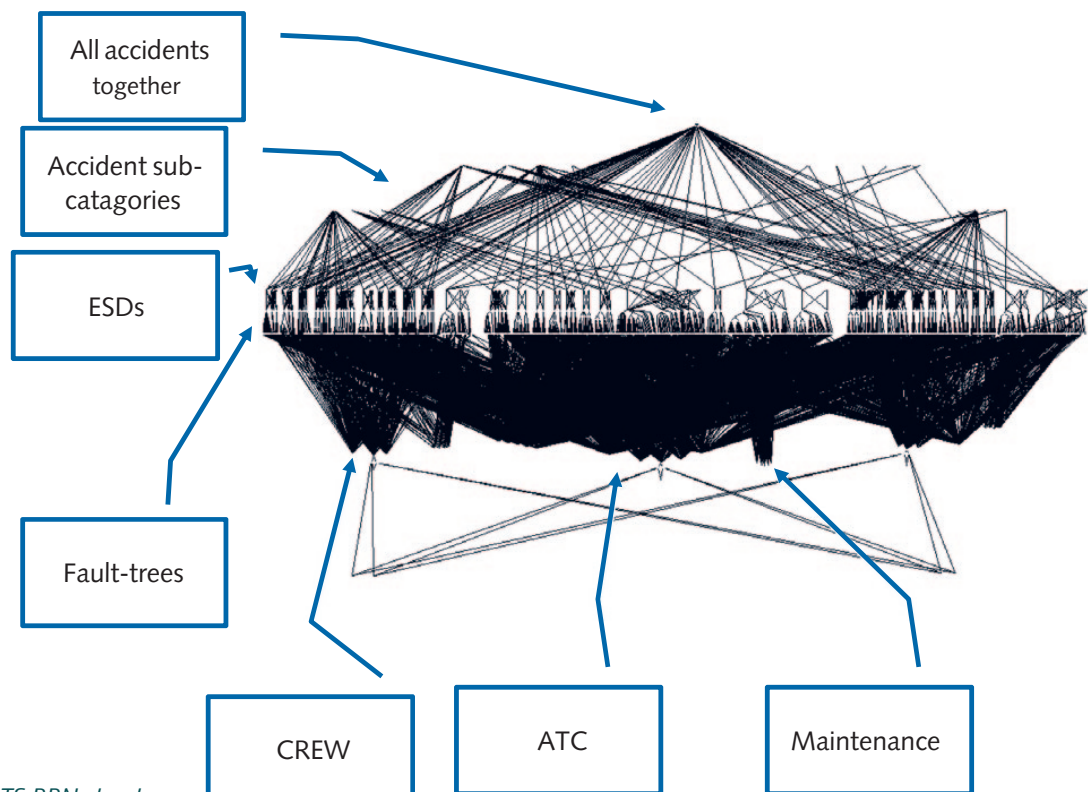 All accidents
together
Accident sub-
catagories
ESDs
Fault-trees
CREW
ATC
Maintenance